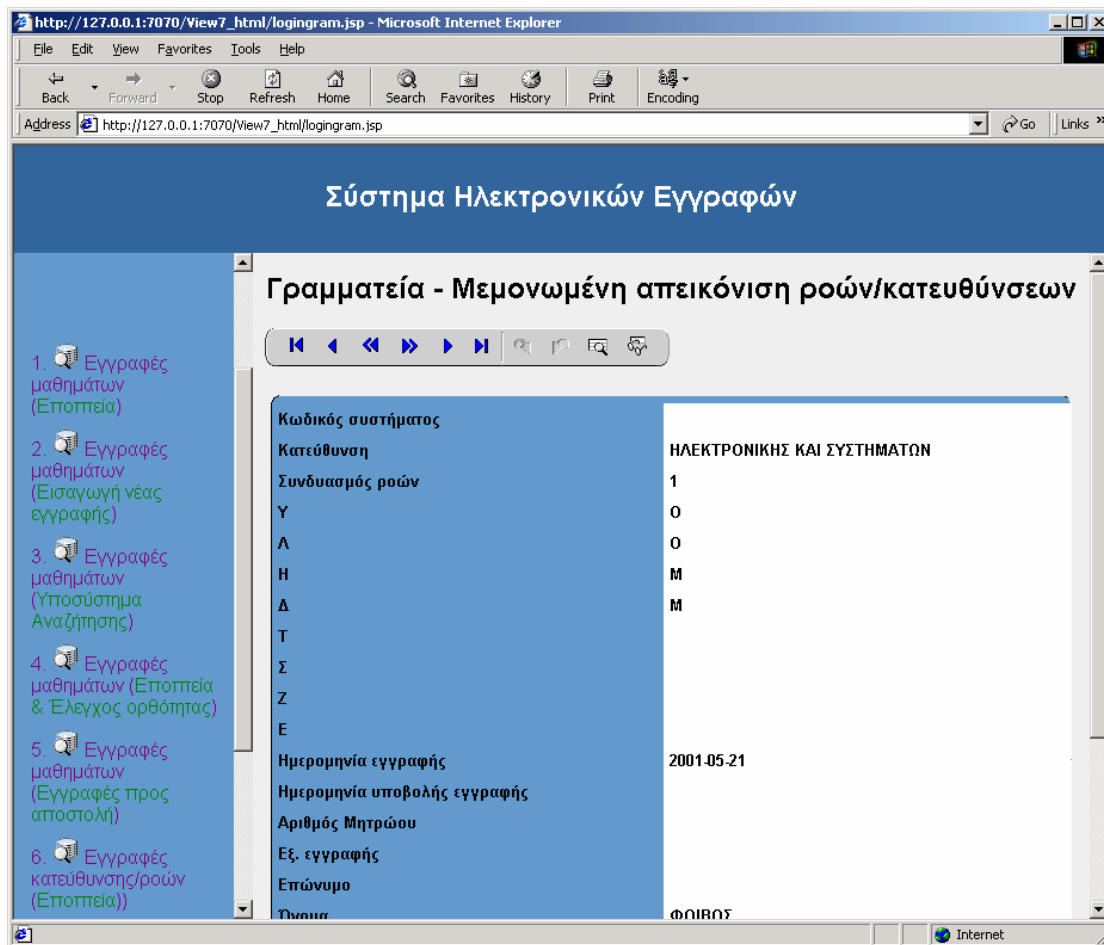 http://127.0.0.1:7070/View7_html/logingram.jsp - Microsoft Internet Explorer
File Edit View Favorites Tools Help
Back Forward Stop Refresh Home Search Favorites History Print Encoding
Address http://127.0.0.1:7070/View7_html/logingram.jsp Go Links »
Σύστημα Ηλεκτρονικών Εγγραφών
1. Εγγραφές
μαθημάτων
(Εποπτεία)
2. Εγγραφές
μαθημάτων
(Εισαγωγή νέας
εγγραφής)
3. Εγγραφές
μαθημάτων
(Υποσύστημα
Αναζήτησης)
4. Εγγραφές
μαθημάτων (Εποπτεία
& Έλεγχος ορθότητας)
5. Εγγραφές
μαθημάτων
(Εγγραφές προς
αποστολή)
6. Εγγραφές
κατεύθυνσης/ροών
(Εποπτεία))
Γραμματεία - Μεμονωμένη απεικόνιση ροών/κατευθύνσεων
Κωδικός συστήματος
Κατεύθυνση ΗΛΕΚΤΡΟΝΙΚΗΣ ΚΑΙ ΣΥΣΤΗΜΑΤΩΝ
Συνδυασμός ροών 1
Υ Ο
Λ Ο
Η Μ
Δ Μ
Τ
Σ
Ζ
Ε
Ημερομηνία εγγραφής 2001-05-21
Ημερομηνία υποβολής εγγραφής
Αριθμός Μητρώου
Εξ. εγγραφής
Επώνυμο
Όνομα ΦΟΙΒΟΣ
Internet